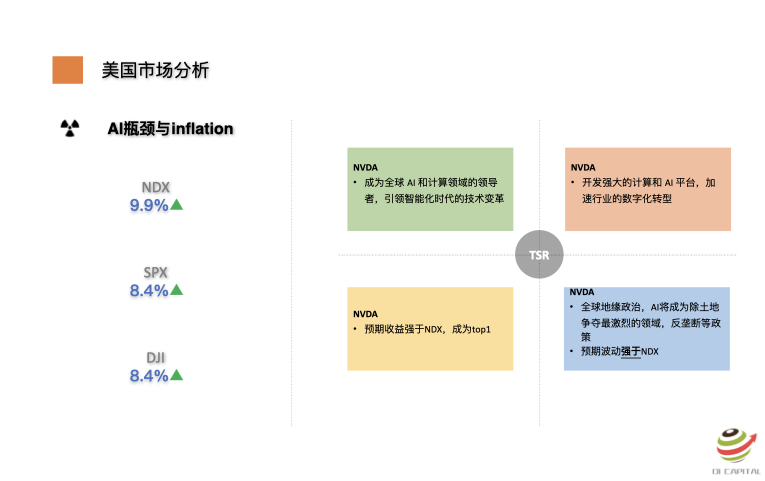 美国市场分析
AI瓶颈与inflation
NDX
9.9%
SPX
8.4%
DJI
8.4%
NVDA
• 成为全球 AI 和计算领域的领导
者，引领智能化时代的技术变革
NVDA
• 开发强大的计算和 AI 平台，加
速行业的数字化转型
TSR
NVDA
• 预期收益强于NDX，成为top1
NVDA
• 全球地缘政治，AI将成为除土地
争夺最激烈的领域，反垄断等政
策
• 预期波动强于NDX
QI CAPITAL